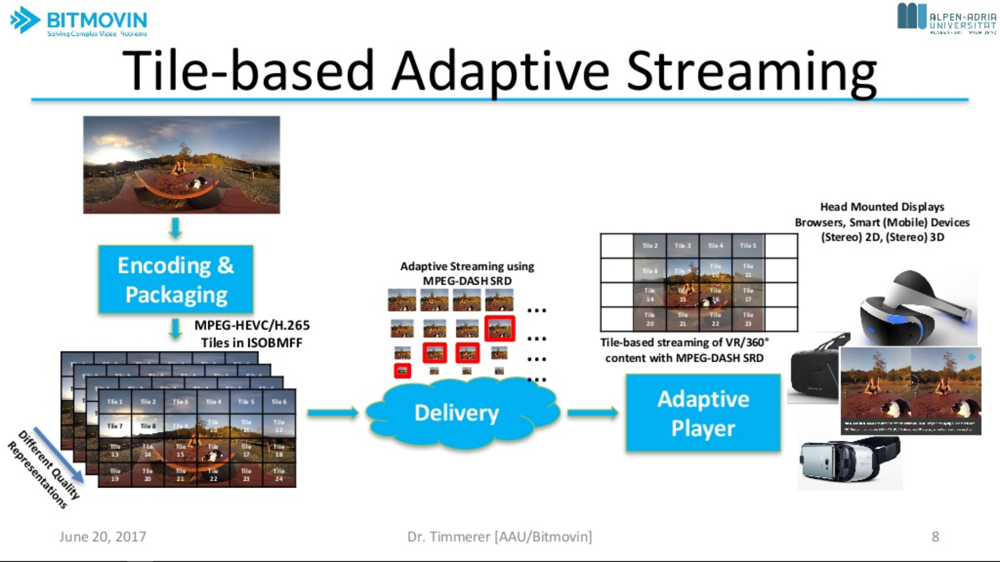 BITMOVIN
Solving Complex Video Problems
ALPEN-ADRIA
UNIVERSITÄT
Tile-based Adaptive Streaming
Encoding &
Packaging
MPEG-HEVC/H.265
Tiles in ISOBMFF
Tile 1 Tile 2 Tile 3 Tile 4 Tile 5 Tile 6
Tile 7 Tile 8 Tile 9 Tile 10 Tile 11 Tile 12
Tile 13 Tile 14 Tile 15 Tile 16 Tile 17 Tile 18
Tile 19 Tile 20 Tile 21 Tile 22 Tile 23 Tile 24
Different Quality
Representations
Adaptive Streaming using
MPEG-DASH SRD
...
...
...
...
Delivery
Tile 2 Tile 3 Tile 4 Tile 5
Tile 8 Tile 9 Tile 10 Tile 11
Tile 14 Tile 15 Tile 16 Tile 17
Tile 20 Tile 21 Tile 22 Tile 23
Tile-based streaming of VR/360°
content with MPEG-DASH SRD
Adaptive
Player
Head Mounted Displays
Browsers, Smart (Mobile) Devices
(Stereo) 2D, (Stereo) 3D
June 20, 2017
Dr. Timmerer [AAU/Bitmovin]
8